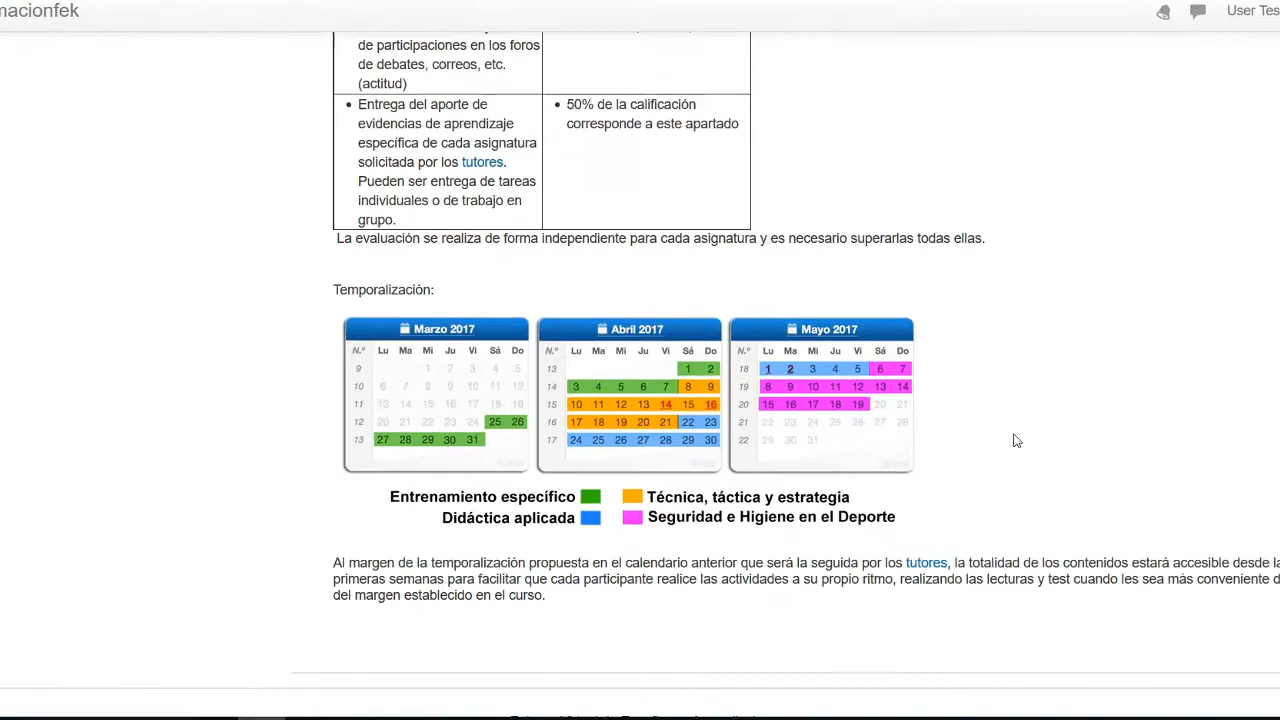 macionfek
User Tes
de participaciones en los foros
de debates, correos, etc.
(actitud)
• Entrega del aporte de
evidencias de aprendizaje
específica de cada asignatura
solicitada por los tutores.
Pueden ser entrega de tareas
individuales o de trabajo en
grupo.
• 50% de la calificación
corresponde a este apartado
La evaluación se realiza de forma independiente para cada asignatura y es necesario superarlas todas ellas.
Temporalización:
Marzo 2017
N.º Lu Ma Mi Ju Vi Sá Do
9 1 2 3 4 5
10 6 7 8 9 10 11 12
11 13 14 15 16 17 18 19
12 20 21 22 23 24 25 26
13 27 28 29 30 31
Abril 2017
N.º Lu Ma Mi Ju Vi Sá Do
13 1 2
14 3 4 5 6 7 8 9
15 10 11 12 13 14 15 16
16 17 18 19 20 21 22 23
17 24 25 26 27 28 29 30
Mayo 2017
N.º Lu Ma Mi Ju Vi Sá Do
18 1 2 3 4 5 6 7
19 8 9 10 11 12 13 14
20 15 16 17 18 19 20 21
21 22 23 24 25 26 27 28
22 29 30 31
Entrenamiento específico
Técnica, táctica y estrategia
Didáctica aplicada
Seguridad e Higiene en el Deporte
Al margen de la temporalización propuesta en el calendario anterior que será la seguida por los tutores, la totalidad de los contenidos estará accesible desde la
primeras semanas para facilitar que cada participante realice las actividades a su propio ritmo, realizando las lecturas y test cuando les sea más conveniente d
del margen establecido en el curso.